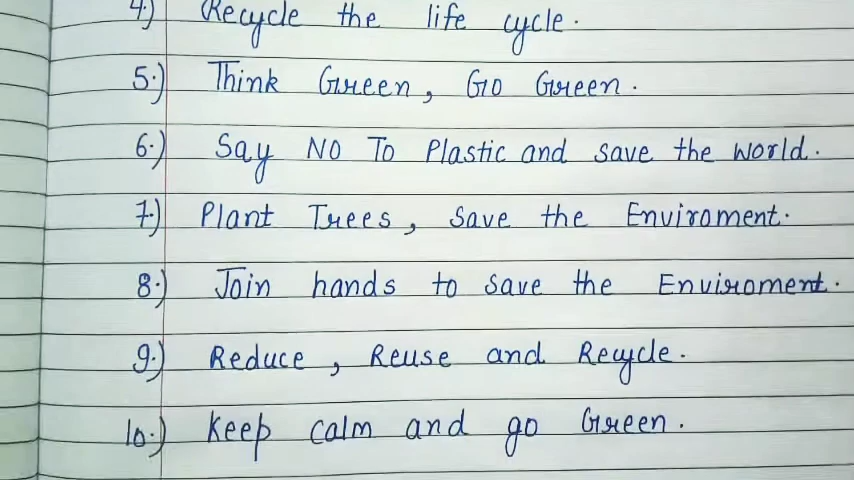 4.) Recycle the life cycle.
5.) Think Green, Go Green.
6.) Say NO To Plastic and save the world.
7.) Plant Trees, save the Enviroment.
8.) Join hands to save the Enviroment.
9.) Reduce, Reuse and Recycle.
10.) Keep calm and go Green.